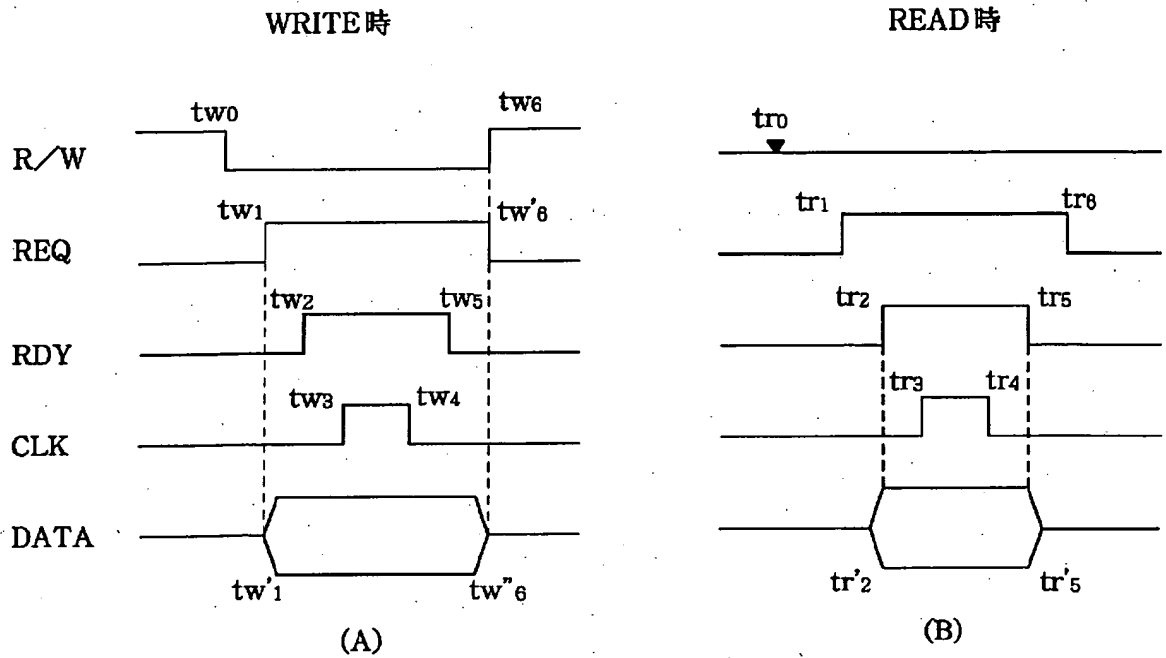 WRITE時
READ時
tw0
tw6
tr0
R/W
tw1
tw'6
tr1
tr6
REQ
tw2
tw5
tr2
tr5
RDY
tw3
tw4
tr3
tr4
CLK
DATA
tw'1
tw"6
tr'2
tr'5
(A)
(B)